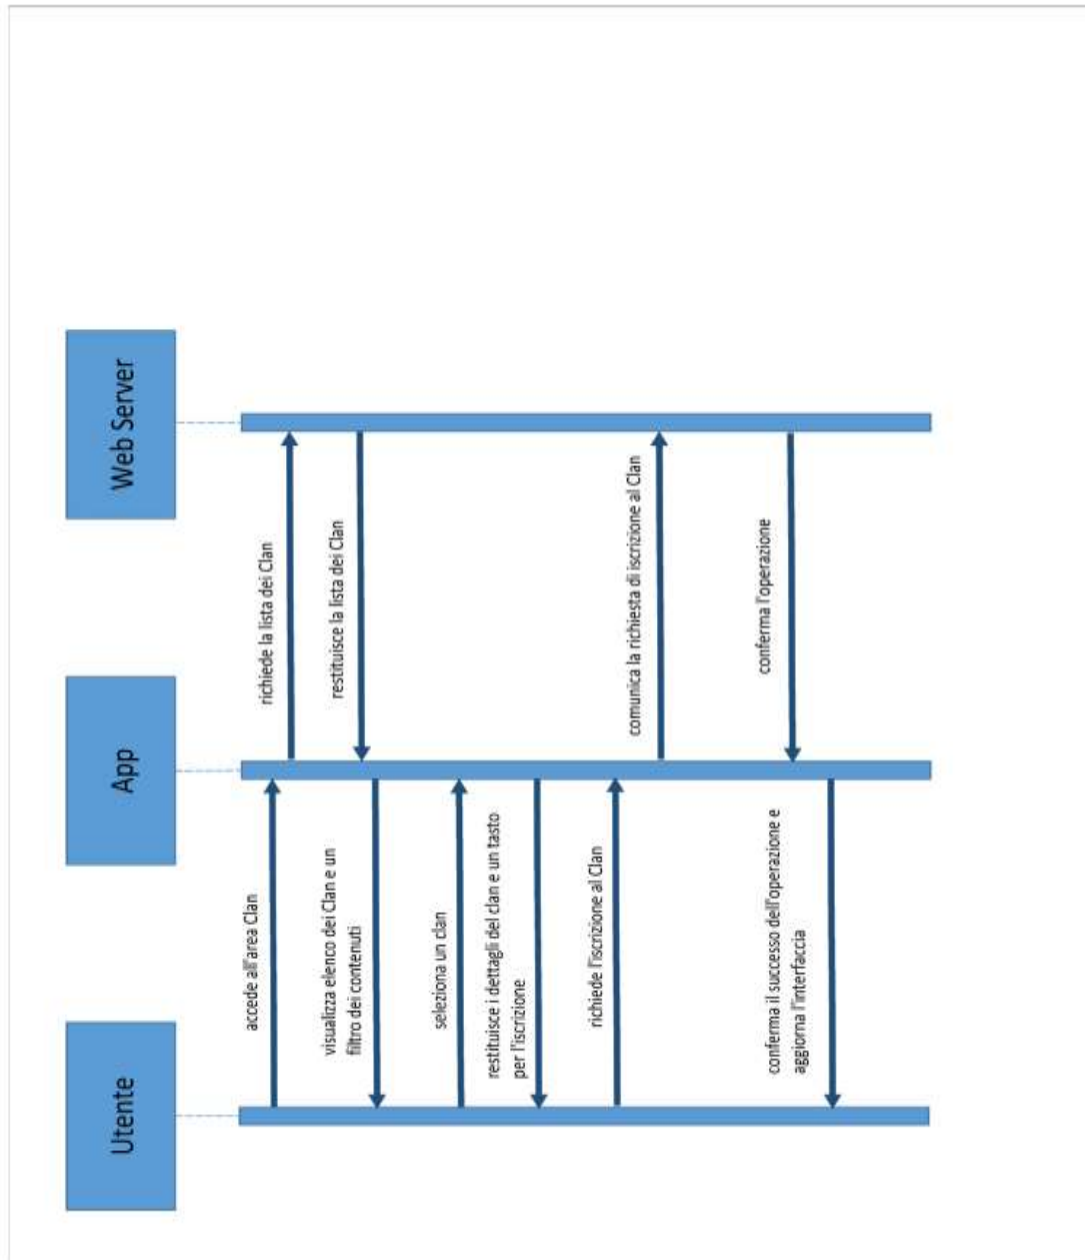 Utente
App
Web Server
accede all'area Clan
richiede la lista dei Clan
restituisce la lista dei Clan
visualizza elenco dei Clan e un
filtro dei contenuti
seleziona un clan
restituisce i dettagli del clan e un tasto
per l'iscrizione
richiede l'iscrizione al Clan
comunica la richiesta di iscrizione al Clan
conferma l'operazione
conferma il successo dell'operazione e
aggiorna l'interfaccia